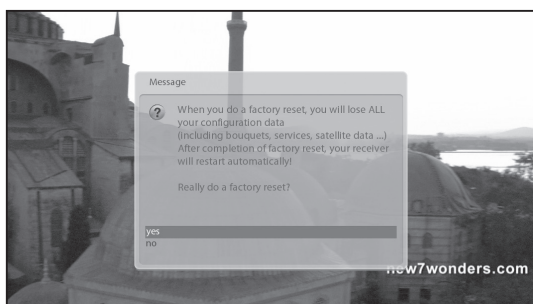 Message
When you do a factory reset, you will lose ALL
your configuration data
(including bouquets, services, satellite data ...)
After completion of factory reset, your receiver
will restart automatically!
Really do a factory reset?
yes
no
new7wonders.com